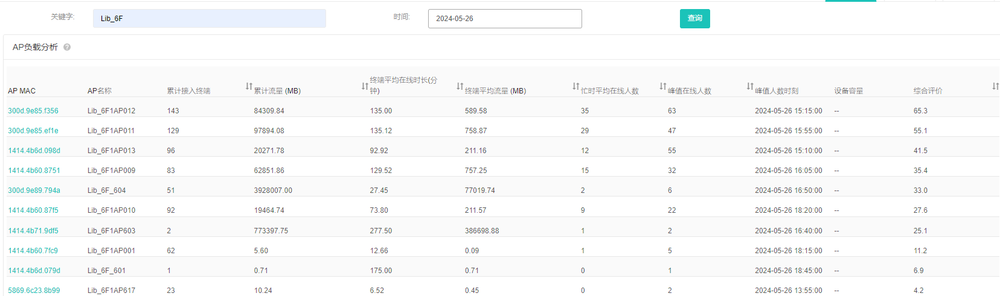 关键字: Lib_6F 时间: 2024-05-26 查询
AP负载分析
AP MAC AP名称 累计接入终端 累计流量 (MB) 终端平均在线时长(分钟) 终端平均流量 (MB) 忙时平均在线人数 峰值在线人数 峰值人数时刻 设备容量 综合评价
300d.9e85.f356 Lib_6F1AP012 143 84309.84 135.00 589.58 35 63 2024-05-26 15:15:00 -- 65.3
300d.9e85.ef1e Lib_6F1AP011 129 97894.08 135.12 758.87 29 47 2024-05-26 15:55:00 -- 55.1
1414.4b6d.098d Lib_6F1AP013 96 20271.78 92.92 211.16 12 55 2024-05-26 15:10:00 -- 41.5
1414.4b60.8751 Lib_6F1AP009 83 62851.86 129.52 757.25 15 32 2024-05-26 16:05:00 -- 35.4
300d.9e89.794a Lib_6F_604 51 3928007.00 27.45 77019.74 2 6 2024-05-26 16:50:00 -- 33.0
1414.4b60.87f5 Lib_6F1AP010 92 19464.74 73.80 211.57 9 22 2024-05-26 18:20:00 -- 27.6
1414.4b71.9df5 Lib_6F1AP603 2 773397.75 277.50 386698.88 1 2 2024-05-26 16:40:00 -- 25.1
1414.4b60.7fc9 Lib_6F1AP001 62 5.60 12.66 0.09 1 5 2024-05-26 18:15:00 -- 11.2
1414.4b6d.079d Lib_6F_601 1 0.71 175.00 0.71 0 1 2024-05-26 18:45:00 -- 6.9
5869.6c23.8b99 Lib_6F1AP617 23 10.24 6.52 0.45 0 2 2024-05-26 13:55:00 -- 4.2